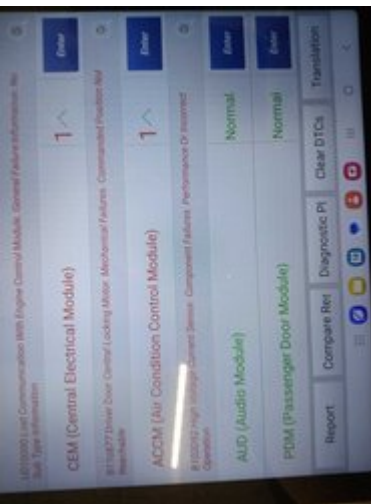 U010000 Lost Communication With Engine Control Module. General Failure Information. No
Sub Type Information
CEM (Central Electrical Module)
1
Enter
Driver Door Central Locking Motor. Mechanical Failures. Commanded Position Not
Reachable
ACCM (Air Condition Control Module)
1
Enter
High Sensor. Component Failures. Performance Or Incorrect
Operation
AUD (Audio Module)
Normal
Enter
PDM (Passenger Door Module)
Normal
Enter
Report
Compare Res
Diagnostic Pl
Clear DTCs
Translation